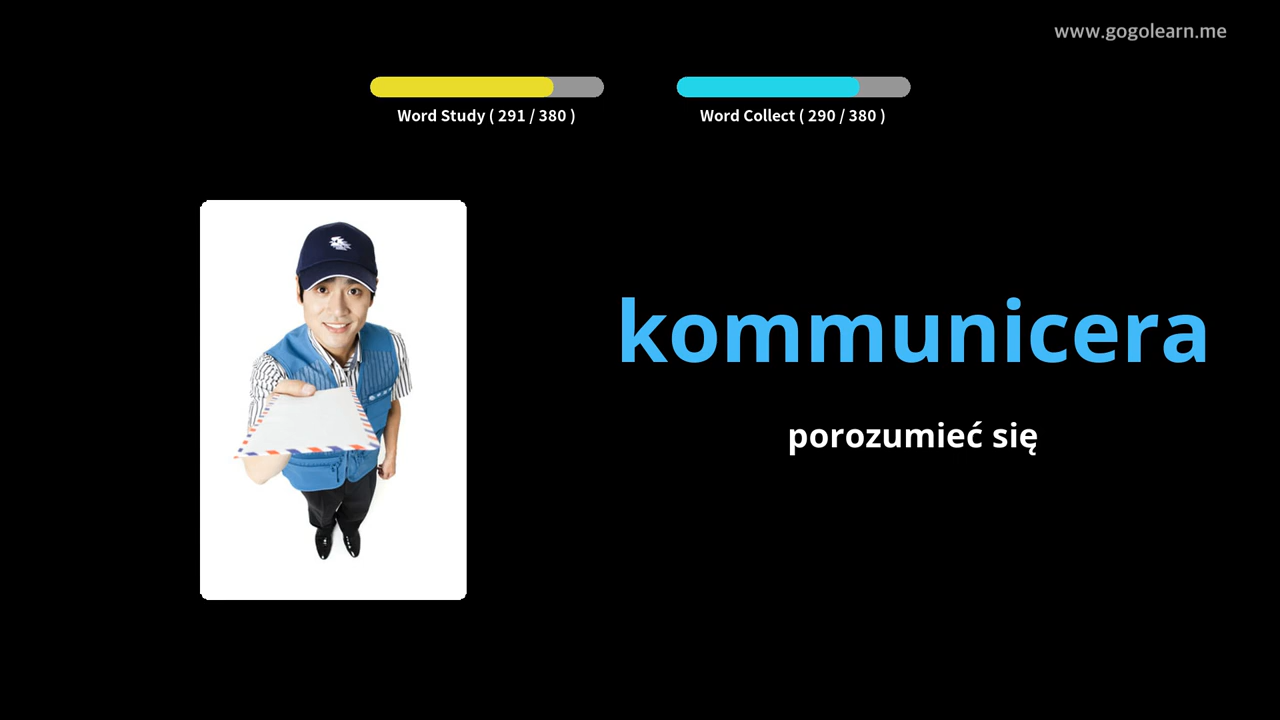 www.gogolearn.me
Word Study ( 291 / 380 )
Word Collect ( 290 / 380 )
kommunicera
porozumieć się